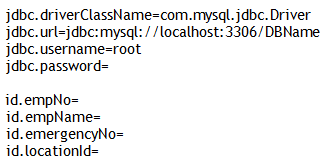 jdbc.driverClassName=com.mysql.jdbc.Driver
jdbc.url=jdbc:mysql://localhost:3306/DBName
jdbc.username=root
jdbc.password=

id.empNo=
id.empName=
id.emergencyNo=
id.locationId=